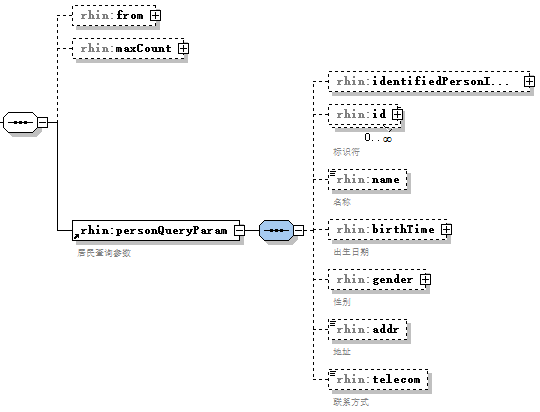 rhin:from
rhin:maxCount
rhin:personQueryParam
居民查询参数
rhin:identifiedPersonI...
rhin:id
0..∞
标识符
rhin:name
名称
rhin:birthTime
出生日期
rhin:gender
性别
rhin:addr
地址
rhin:telecom
联系方式